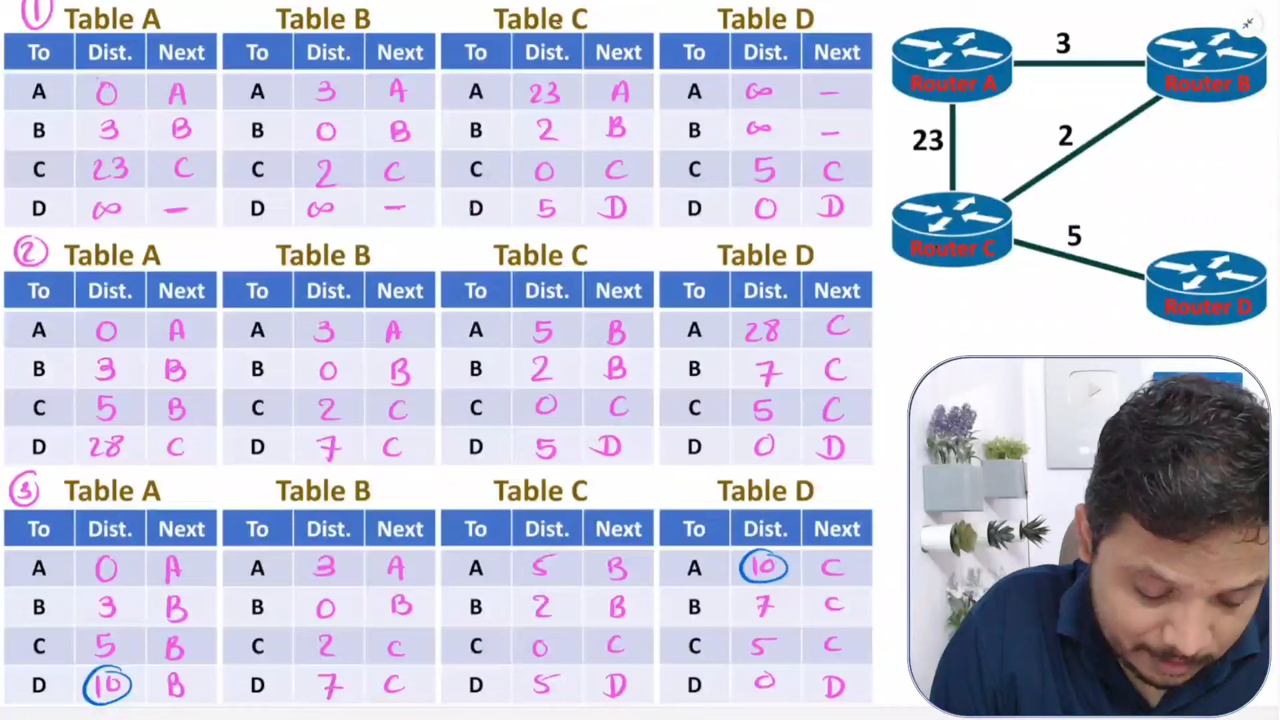 ① Table A Table B Table C Table D
To Dist. Next To Dist. Next To Dist. Next To Dist. Next
A 0 A A 3 A A 23 A A ∞ –
B 3 B B 0 B B 2 B B ∞ –
C 23 C C 2 C C 0 C C 5 C
D ∞ – D ∞ – D 5 D D 0 D
② Table A Table B Table C Table D
To Dist. Next To Dist. Next To Dist. Next To Dist. Next
A 0 A A 3 A A 5 B A 28 C
B 3 B B 0 B B 2 B B 7 C
C 5 B C 2 C C 0 C C 5 C
D 28 C D 7 C D 5 D D 0 D
③ Table A Table B Table C Table D
To Dist. Next To Dist. Next To Dist. Next To Dist. Next
A 0 A A 3 A A 5 B A 10 C
B 3 B B 0 B B 2 B B 7 C
C 5 B C 2 C C 0 C C 5 C
D 10 B D 7 C D 5 D D 0 D
3
Router A Router B
23 2
Router C
5
Router D